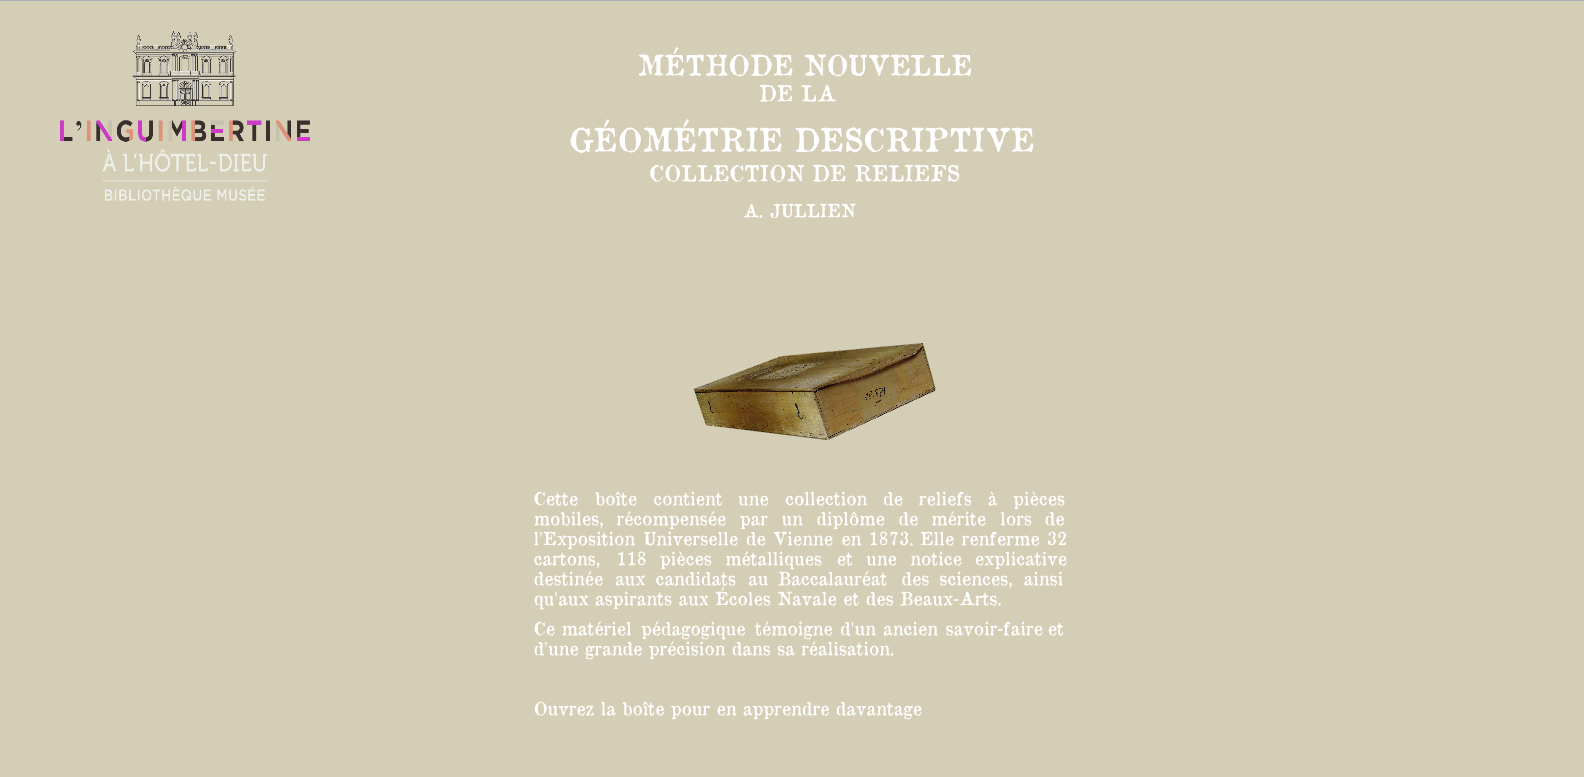 L'INGUIMBERTINE
À L'HÔTEL-DIEU
BIBLIOTHÈQUE MUSÉE
MÉTHODE NOUVELLE
DE LA
GÉOMÉTRIE DESCRIPTIVE
COLLECTION DE RELIEFS
A. JULLIEN
Cette boîte contient une collection de reliefs à pièces
mobiles, récompensée par un diplôme de mérite lors de
l'Exposition Universelle de Vienne en 1873. Elle renferme 32
cartons, 118 pièces métalliques et une notice explicative
destinée aux candidats au Baccalauréat des sciences, ainsi
qu'aux aspirants aux Écoles Navale et des Beaux-Arts.
Ce matériel pédagogique témoigne d'un ancien savoir-faire et
d'une grande précision dans sa réalisation.
Ouvrez la boîte pour en apprendre davantage